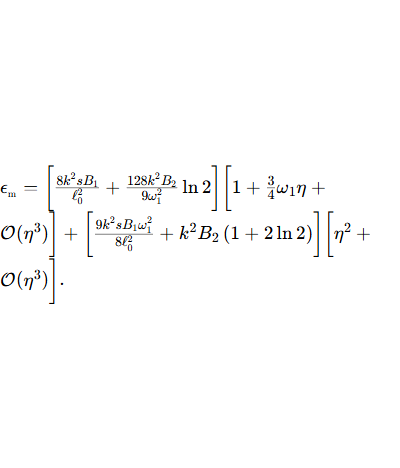 ϵₘ = [ 8k²sB₁/ℓ₀² + 128k²B₂/9ω₁² ln 2 ] [ 1 + 3/4 ω₁η +
𝒪(η³) ] + [ 9k²sB₁ω₁²/8ℓ₀² + k²B₂ (1 + 2 ln 2) ] [ η² +
𝒪(η³) ] .